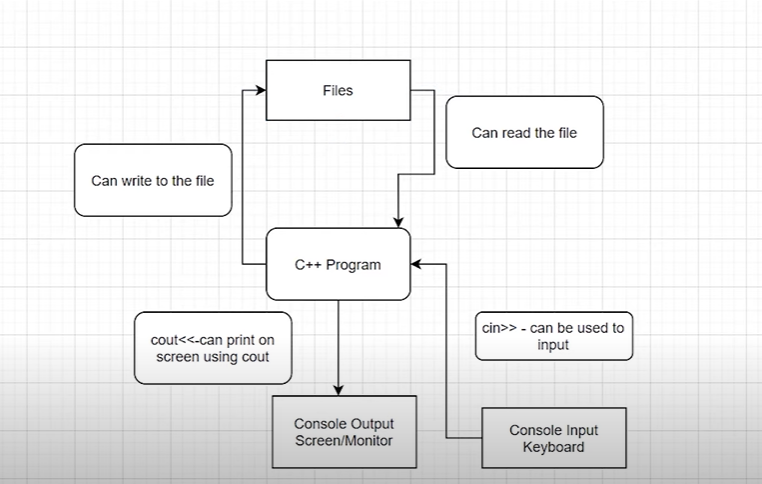 Files
Can read the file
Can write to the file
C++ Program
cout<<-can print on
screen using cout
cin>> - can be used to
input
Console Output
Screen/Monitor
Console Input
Keyboard